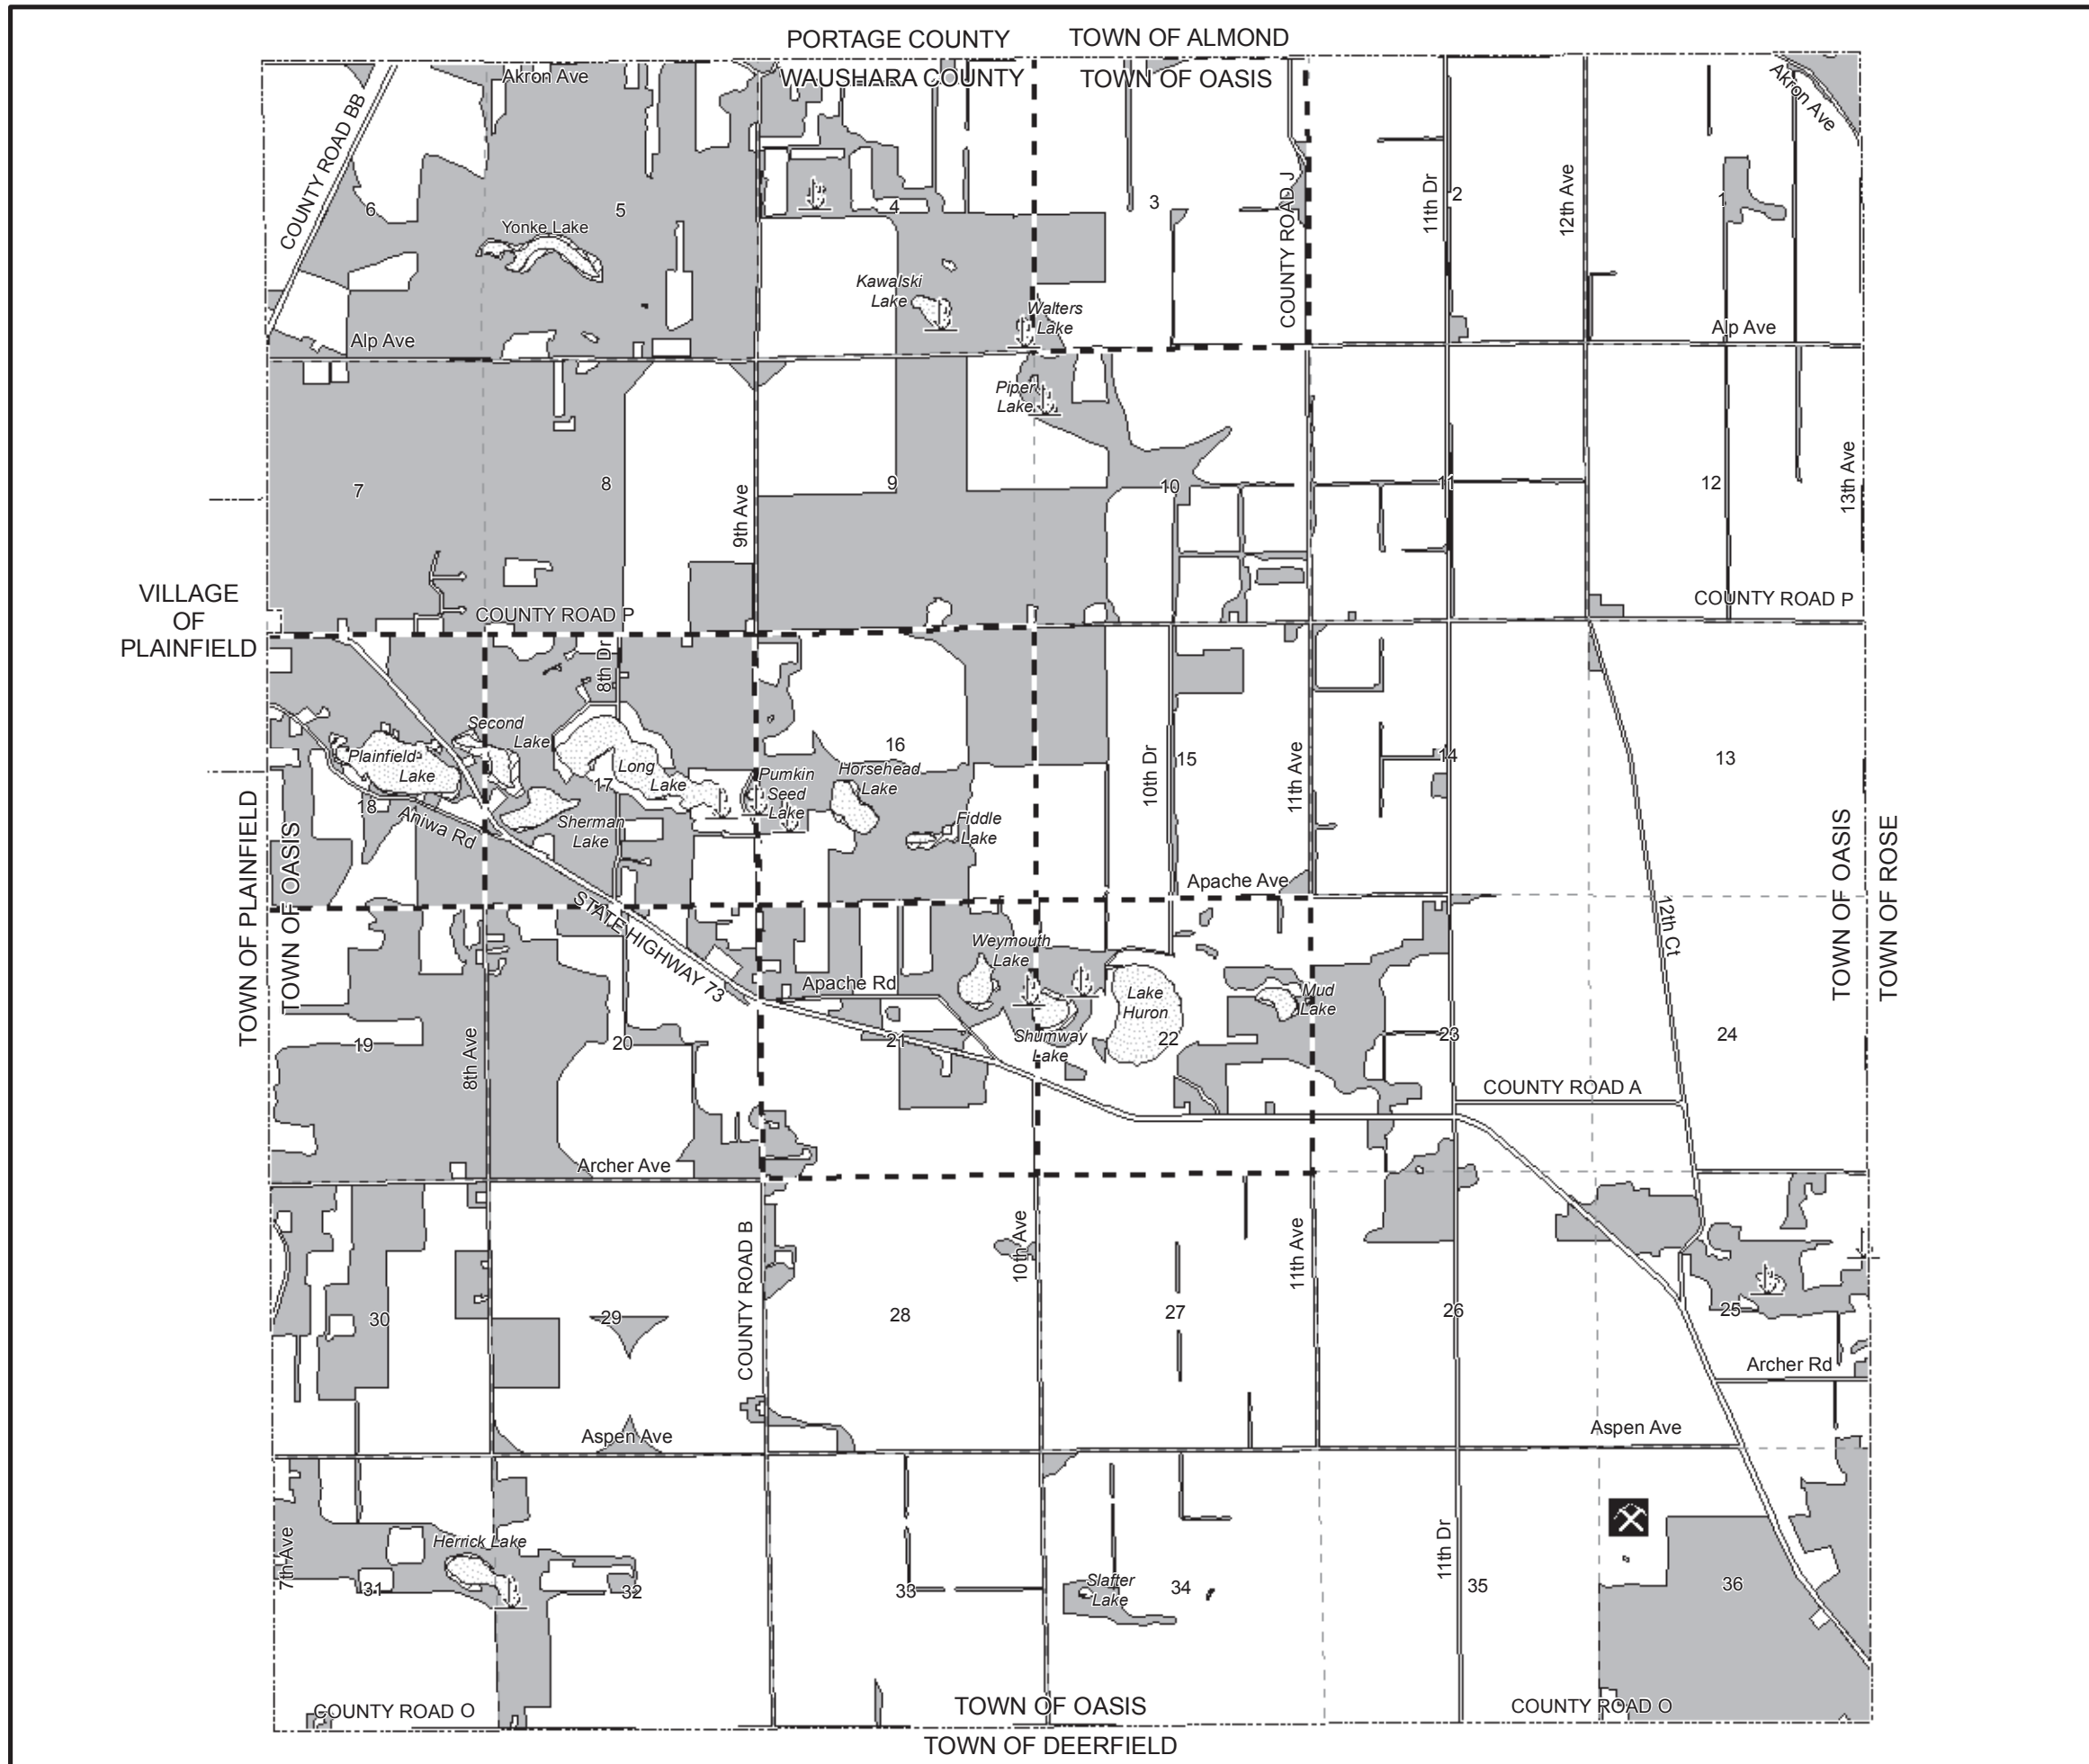 PORTAGE COUNTY
TOWN OF ALMOND
WAUSHARA COUNTY
TOWN OF OASIS
Akron Ave
Akron Ave
COUNTY ROAD BB
6
5
4
3
2
1
COUNTY ROAD J
11th Dr
12th Ave
Yonke Lake
Kawalski
Lake
Walters
Lake
Alp Ave
Alp Ave
Piper
Lake
7
8
9
10
11
12
9th Ave
13th Ave
VILLAGE
OF
PLAINFIELD
COUNTY ROAD P
COUNTY ROAD P
8th Dr
Second
Lake
Plainfield
Lake
Long
Lake
Pumkin
Seed
Lake
Horsehead
Lake
Sherman
Lake
Fiddle
Lake
18
17
16
15
14
13
Aniwa Rd
10th Dr
11th Ave
Apache Ave
STATE HIGHWAY 73
12th Ct
TOWN OF PLAINFIELD
TOWN OF OASIS
TOWN OF OASIS
TOWN OF ROSE
Weymouth
Lake
Apache Rd
Lake
Huron
Mud
Lake
Shumway
Lake
19
20
21
22
23
24
8th Ave
COUNTY ROAD A
Archer Ave
COUNTY ROAD B
10th Ave
11th Ave
30
29
28
27
26
25
Archer Rd
Aspen Ave
Aspen Ave
7th Ave
Herrick Lake
Slafter
Lake
11th Dr
31
32
33
34
35
36
COUNTY ROAD O
TOWN OF OASIS
COUNTY ROAD O
TOWN OF DEERFIELD